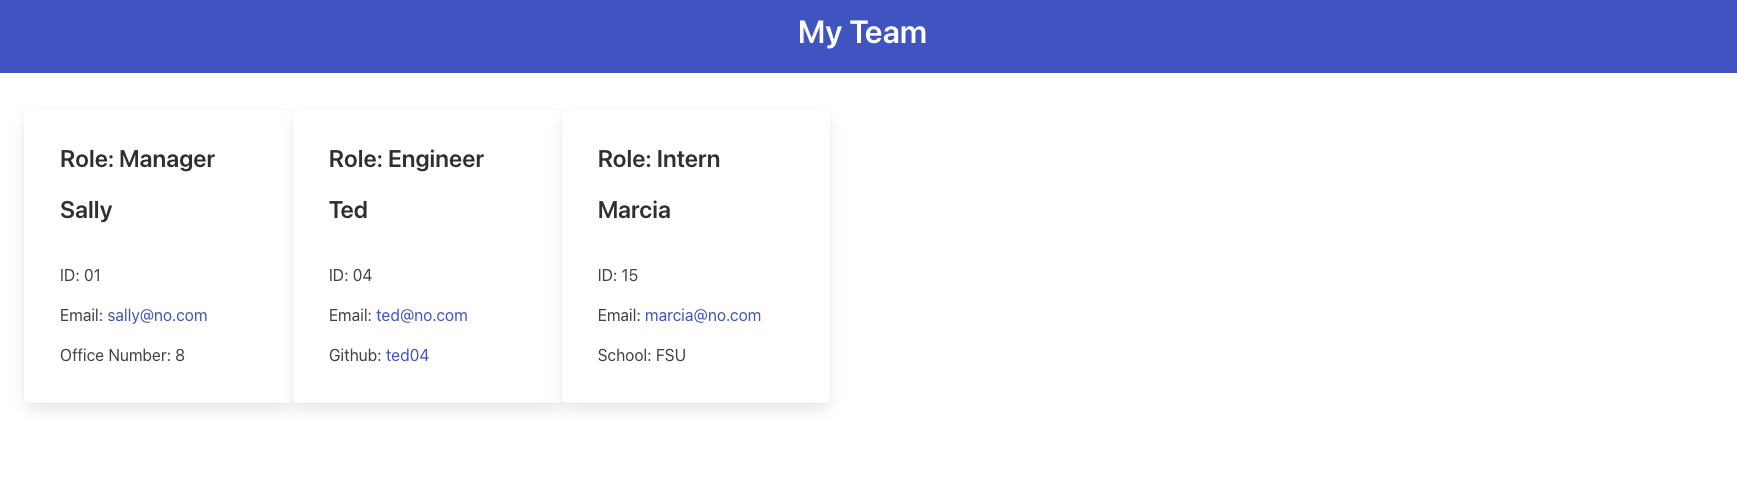 My Team
Role: Manager
Sally
ID: 01
Email: sally@no.com
Office Number: 8
Role: Engineer
Ted
ID: 04
Email: ted@no.com
Github: ted04
Role: Intern
Marcia
ID: 15
Email: marcia@no.com
School: FSU